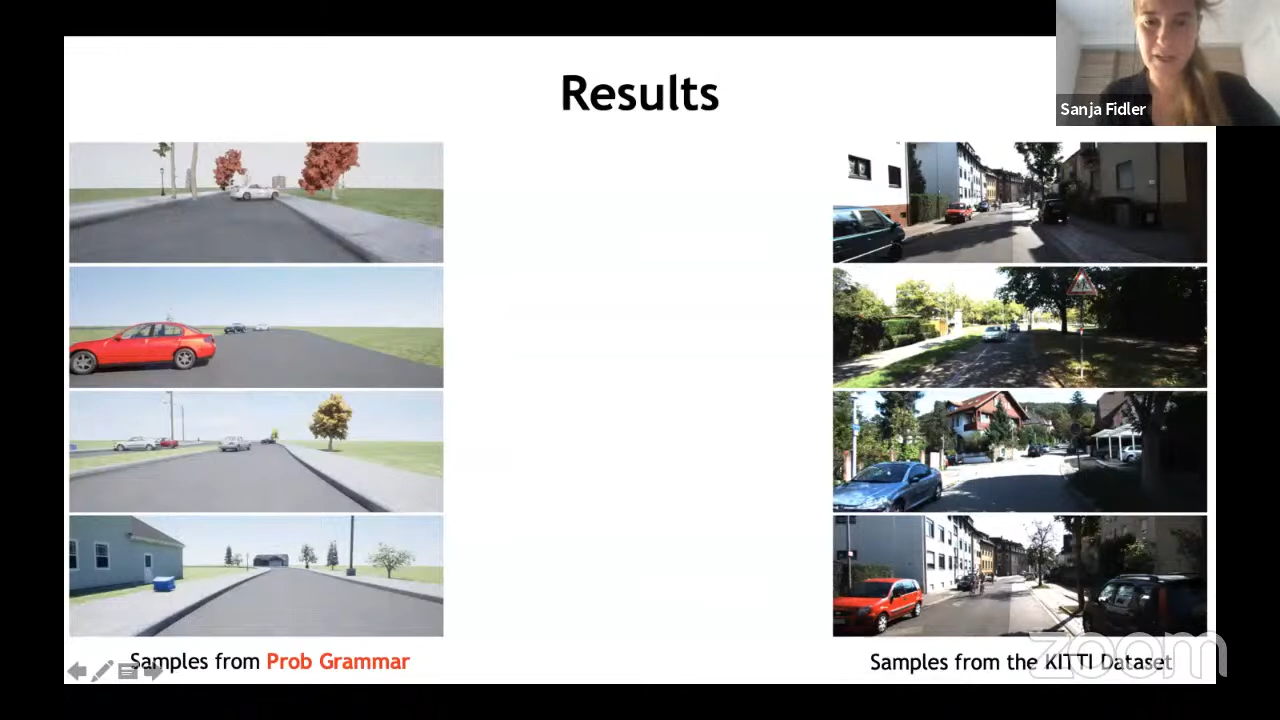 Results
Sanja Fidler
Samples from Prob Grammar
Samples from the KITTI Dataset
zoom